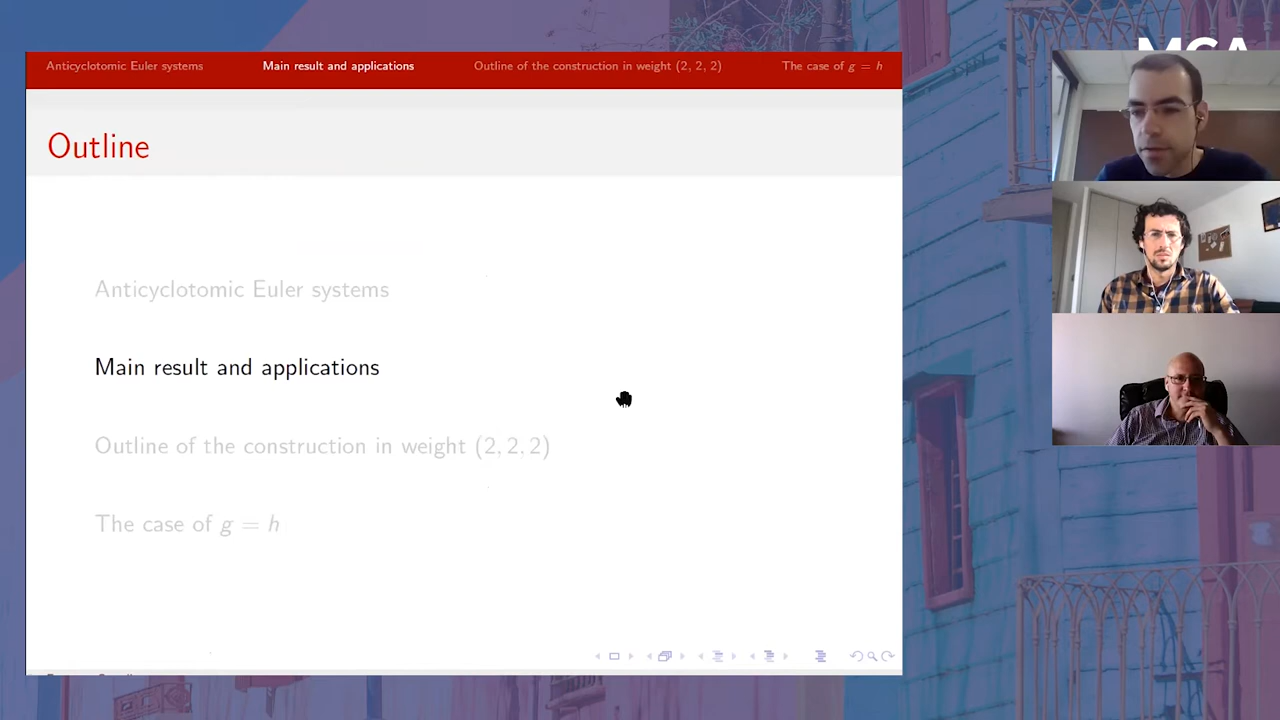 MCA
Anticyclotomic Euler systems Main result and applications Outline of the construction in weight (2, 2, 2) The case of g = h
Outline
Anticyclotomic Euler systems
Main result and applications
Outline of the construction in weight (2, 2, 2)
The case of g = h